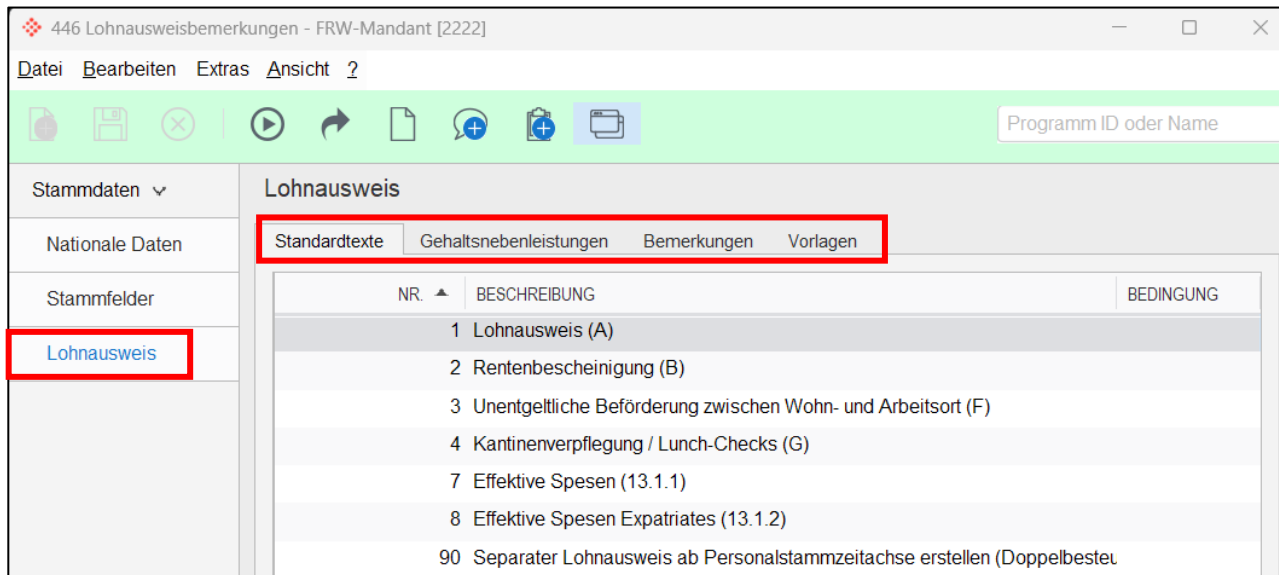 446 Lohnausweisbemerkungen - FRW-Mandant [2222]
Datei Bearbeiten Extras Ansicht ?
Programm ID oder Name
Stammdaten
Nationale Daten
Stammfelder
Lohnausweis
Lohnausweis
Standardtexte Gehaltsnebenleistungen Bemerkungen Vorlagen
NR. BESCHREIBUNG BEDINGUNG
1 Lohnausweis (A)
2 Rentenbescheinigung (B)
3 Unentgeltliche Beförderung zwischen Wohn- und Arbeitsort (F)
4 Kantinenverpflegung / Lunch-Checks (G)
7 Effektive Spesen (13.1.1)
8 Effektive Spesen Expatriates (13.1.2)
90 Separater Lohnausweis ab Personalstammzeitachse erstellen (Doppelbesteu